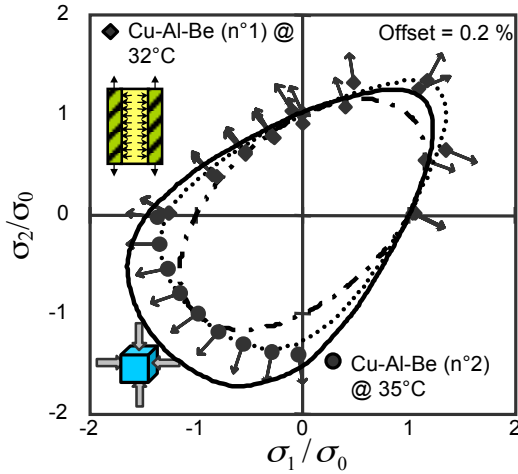 2
Cu-Al-Be (n°1) @
32°C
Offset = 0.2 %
1
σ₂/σ₀
0
-1
Cu-Al-Be (n°2)
@ 35°C
-2
-2
-1
0
1
2
σ₁/σ₀